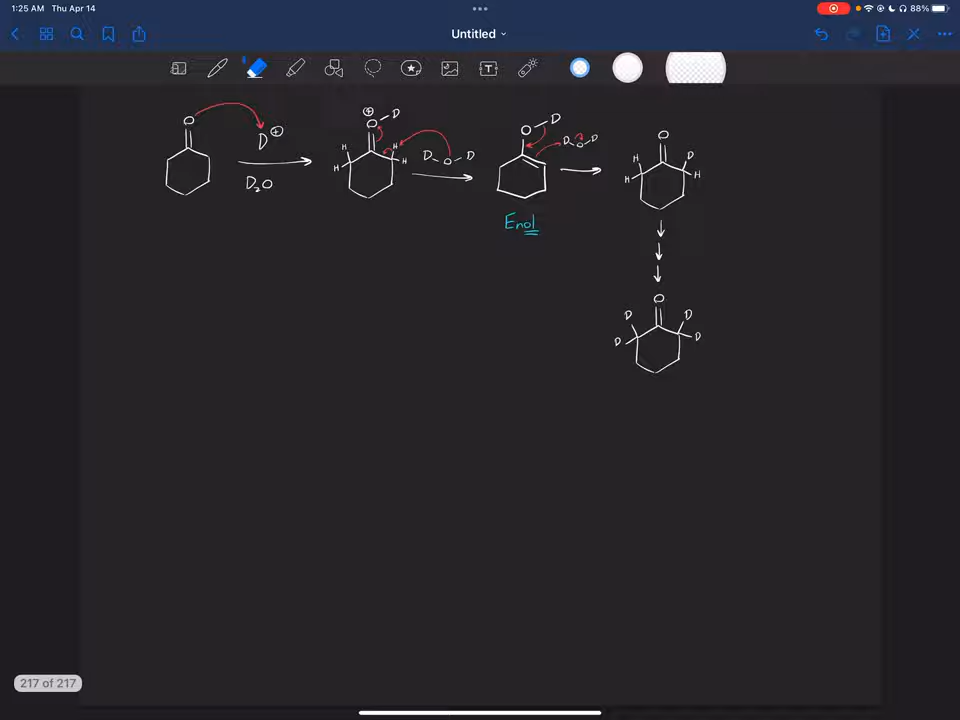 1:25 AM Thu Apr 14
88%
Untitled
T
O
D⊕
D₂O
⊕
O-D
H
H
H
H
D-O-D
O-D
D-O-D
Enol
O
H
H
D
H
O
D
D
D
D
217 of 217